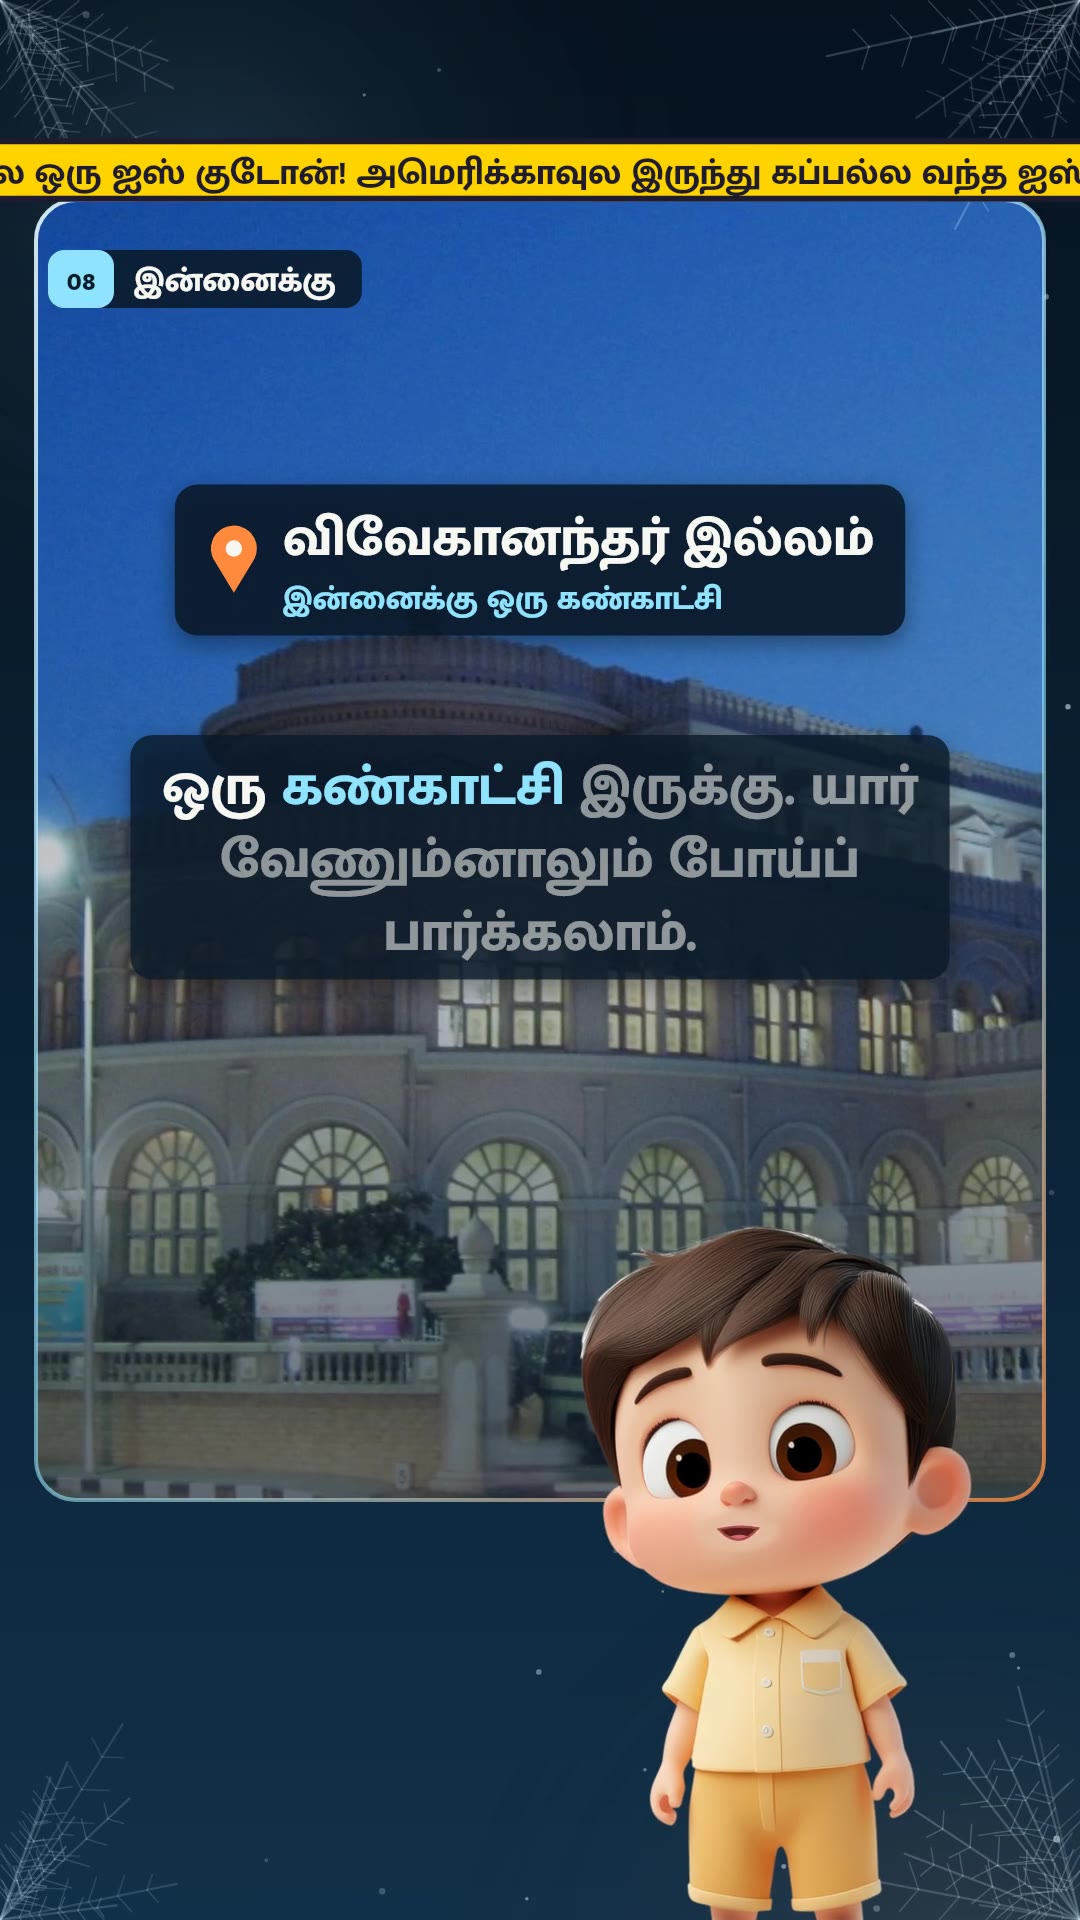 ல ஒரு ஐஸ் குடோன்! அமெரிக்காவுல இருந்து கப்பல்ல வந்த ஐஸ்
08 இன்னைக்கு
விவேகானந்தர் இல்லம்
இன்னைக்கு ஒரு கண்காட்சி
ஒரு கண்காட்சி இருக்கு. யார்
வேணும்னாலும் போய்ப்
பார்க்கலாம்.